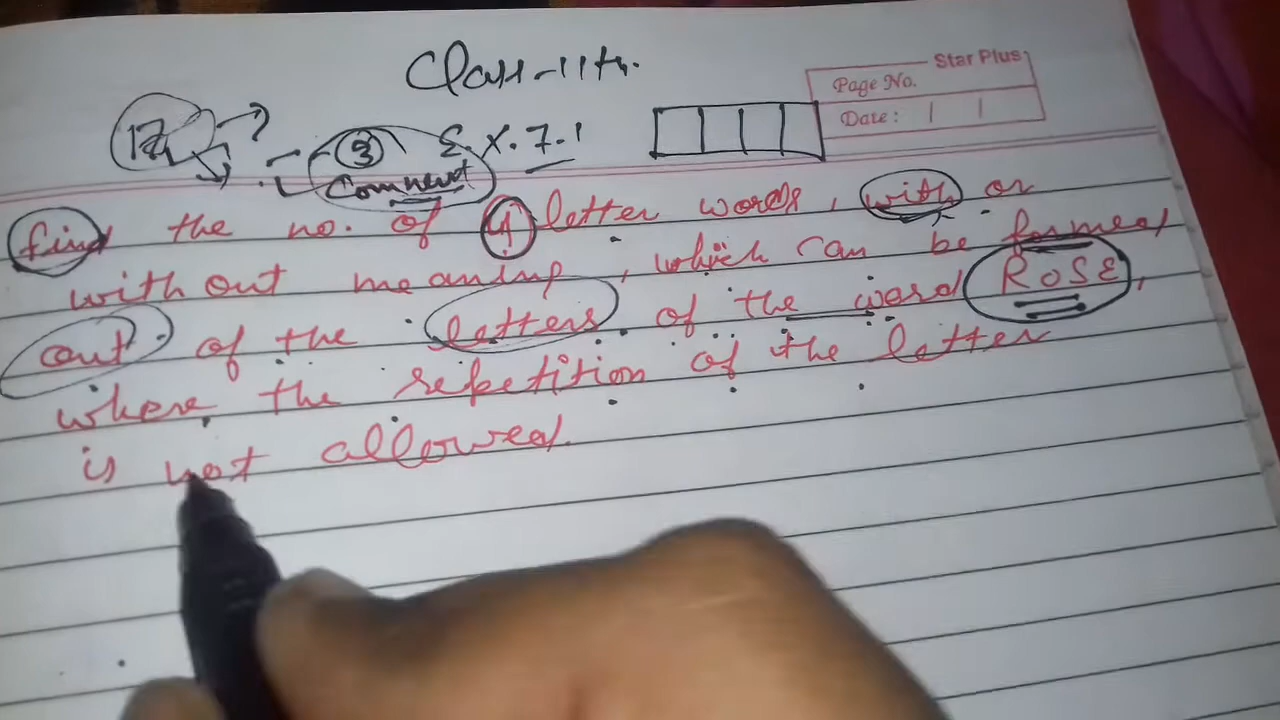 Class-11th.
Star Plus
Page No.
Date :
17
3
E.X.7.1
Comment
find the no. of 4 letter words, with or
with out meaning, which can be formed
out of the letters of the word ROSE,
where the repetition of the letter
is not allowed.